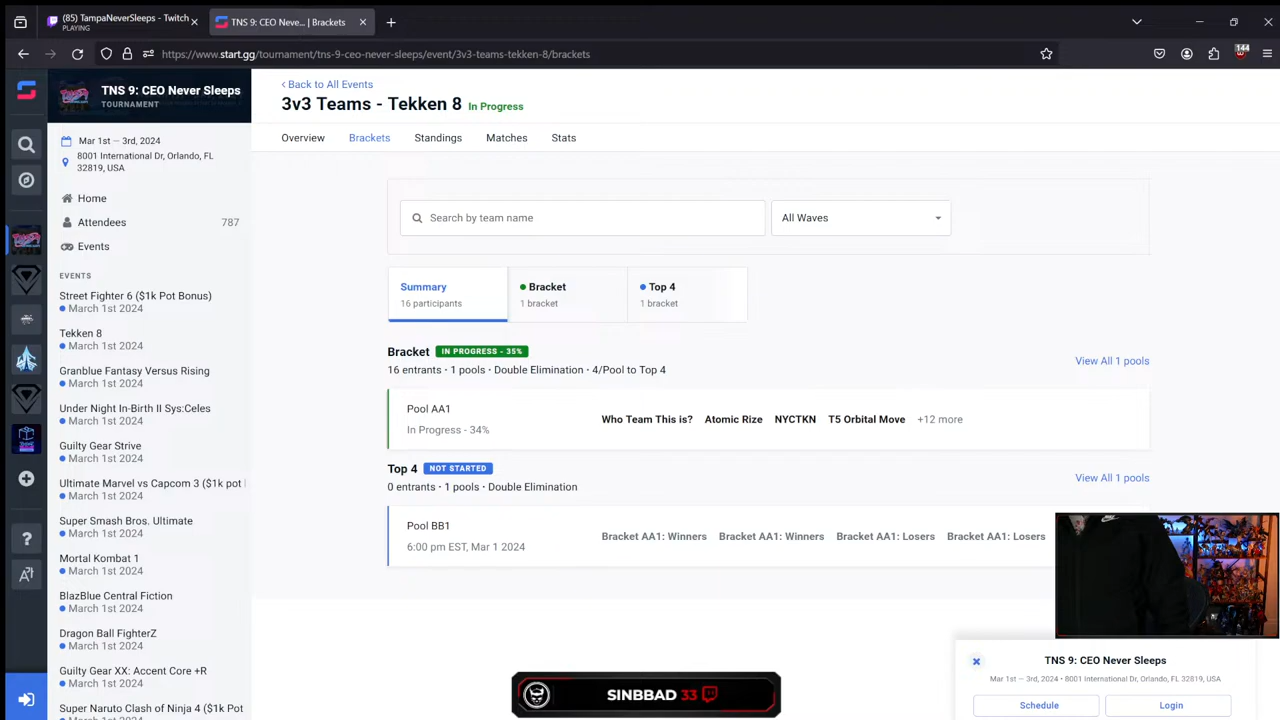 (85) TampaNeverSleeps - Twitch
PLAYING
TNS 9: CEO Neve... | Brackets
144
https://www.start.gg/tournament/tns-9-ceo-never-sleeps/event/3v3-teams-tekken-8/brackets
TNS 9: CEO Never Sleeps
TOURNAMENT
Mar 1st — 3rd, 2024
8001 International Dr, Orlando, FL
32819, USA
Home
Attendees 787
Events
EVENTS
Street Fighter 6 ($1k Pot Bonus)
March 1st 2024
Tekken 8
March 1st 2024
Granblue Fantasy Versus Rising
March 1st 2024
Under Night In-Birth II Sys:Celes
March 1st 2024
Guilty Gear Strive
March 1st 2024
Ultimate Marvel vs Capcom 3 ($1k pot
March 1st 2024
Super Smash Bros. Ultimate
March 1st 2024
Mortal Kombat 1
March 1st 2024
BlazBlue Central Fiction
March 1st 2024
Dragon Ball FighterZ
March 1st 2024
Guilty Gear XX: Accent Core +R
March 1st 2024
Super Naruto Clash of Ninja 4 ($1k Pot
‹ Back to All Events
3v3 Teams - Tekken 8 In Progress
Overview Brackets Standings Matches Stats
Search by team name All Waves
Summary
16 participants
Bracket
1 bracket
Top 4
1 bracket
Bracket IN PROGRESS - 35%
16 entrants • 1 pools • Double Elimination • 4/Pool to Top 4
View All 1 pools
Pool AA1
In Progress - 34%
Who Team This is? Atomic Rize NYCTKN T5 Orbital Move +12 more
Top 4 NOT STARTED
0 entrants • 1 pools • Double Elimination
View All 1 pools
Pool BB1
6:00 pm EST, Mar 1 2024
Bracket AA1: Winners Bracket AA1: Winners Bracket AA1: Losers Bracket AA1: Losers
SINBBAD 33
TNS 9: CEO Never Sleeps
Mar 1st — 3rd, 2024 • 8001 International Dr, Orlando, FL 32819, USA
Schedule Login